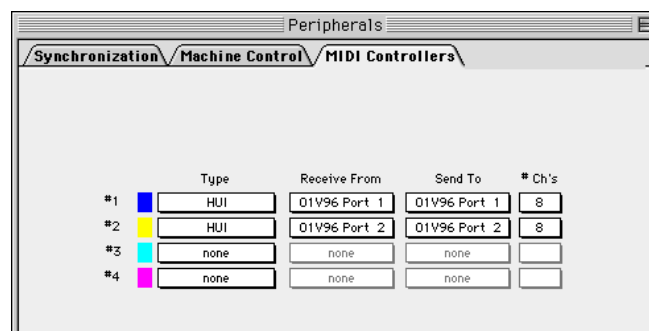 Peripherals
Synchronization Machine Control MIDI Controllers
Type Receive From Send To # Ch's
#1 HUI 01V96 Port 1 01V96 Port 1 8
#2 HUI 01V96 Port 2 01V96 Port 2 8
#3 none none none
#4 none none none